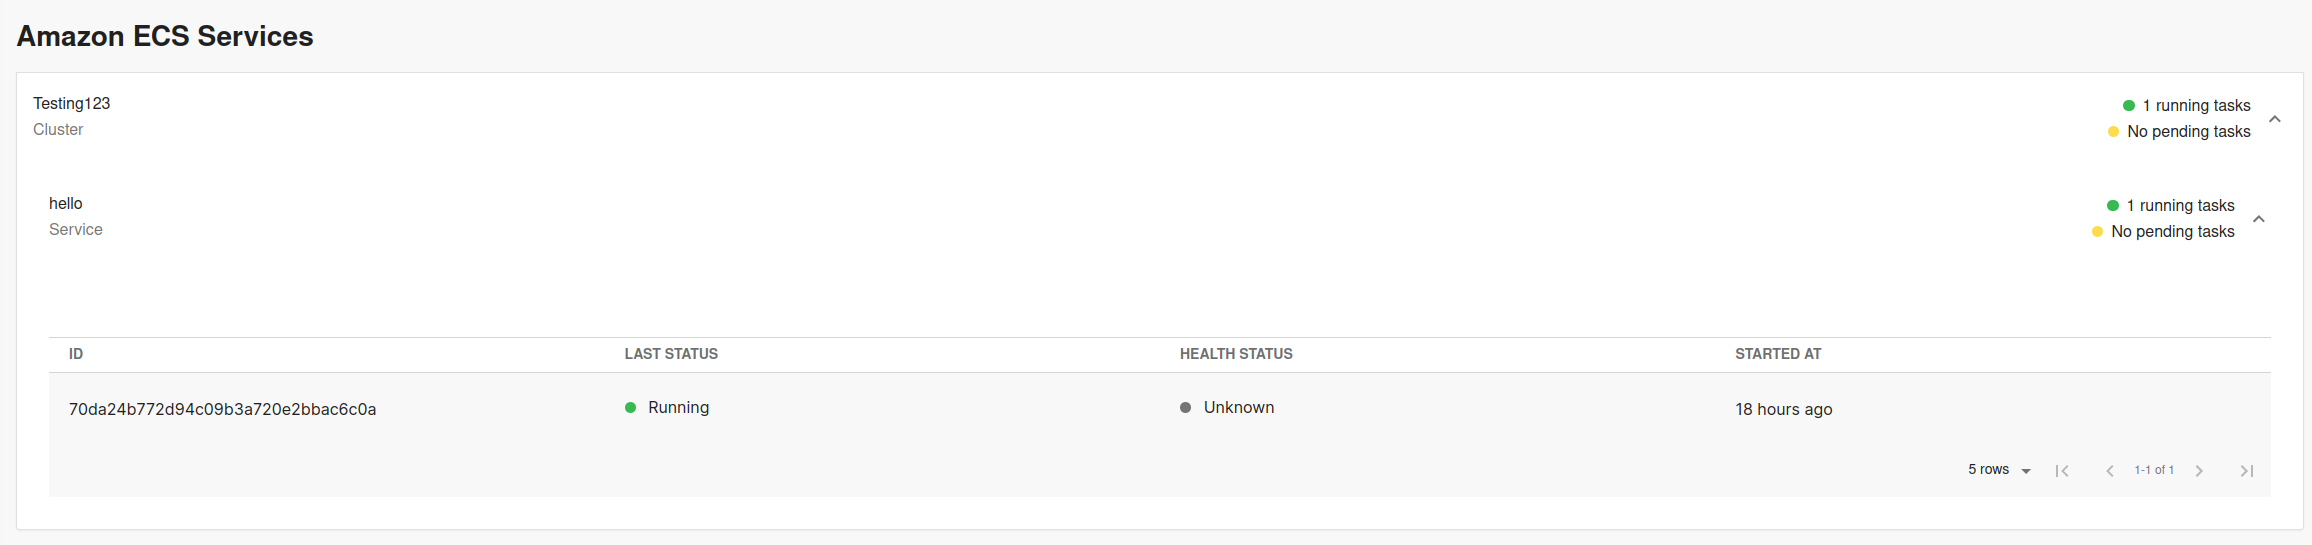 Amazon ECS Services
Testing123
Cluster
1 running tasks
No pending tasks
hello
Service
1 running tasks
No pending tasks
ID LAST STATUS HEALTH STATUS STARTED AT
70da24b772d94c09b3a720e2bbac6c0a Running Unknown 18 hours ago
5 rows 1-1 of 1